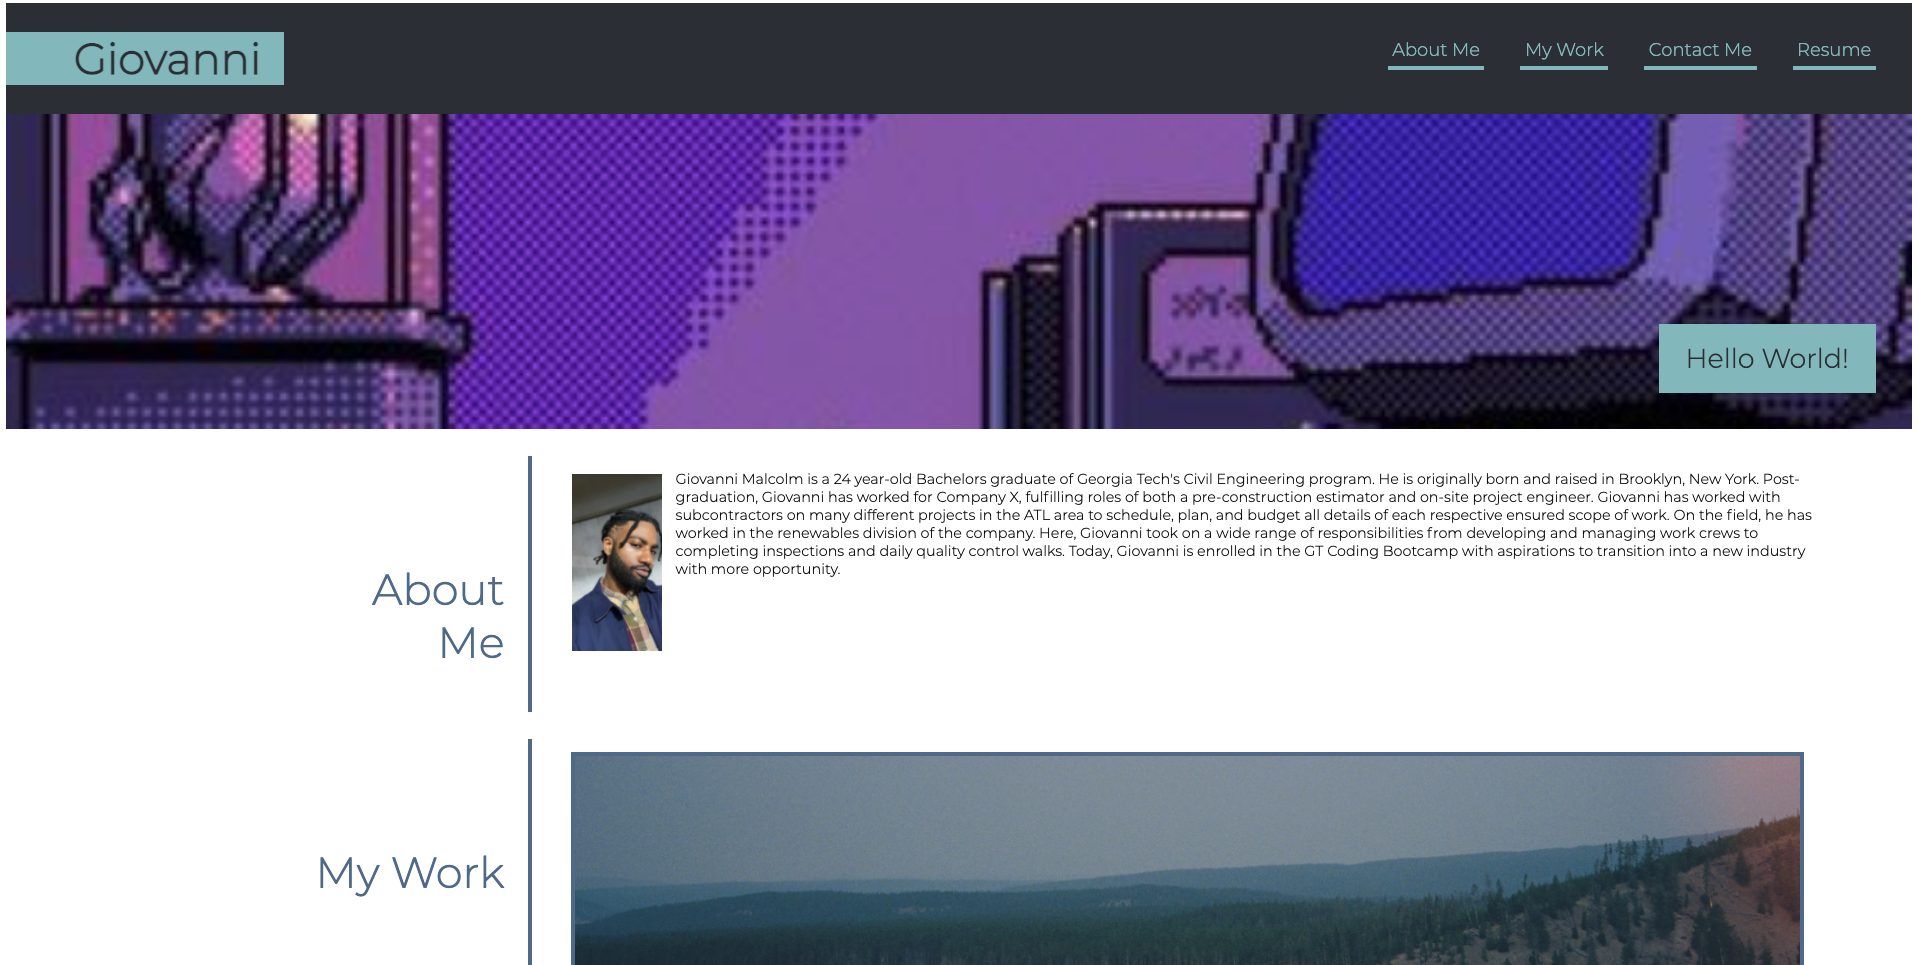 Giovanni
About Me
My Work
Contact Me
Resume
Hello World!
About
Me
Giovanni Malcolm is a 24 year-old Bachelors graduate of Georgia Tech's Civil Engineering program. He is originally born and raised in Brooklyn, New York. Post-
graduation, Giovanni has worked for Company X, fulfilling roles of both a pre-construction estimator and on-site project engineer. Giovanni has worked with
subcontractors on many different projects in the ATL area to schedule, plan, and budget all details of each respective ensured scope of work. On the field, he has
worked in the renewables division of the company. Here, Giovanni took on a wide range of responsibilities from developing and managing work crews to
completing inspections and daily quality control walks. Today, Giovanni is enrolled in the GT Coding Bootcamp with aspirations to transition into a new industry
with more opportunity.
My Work